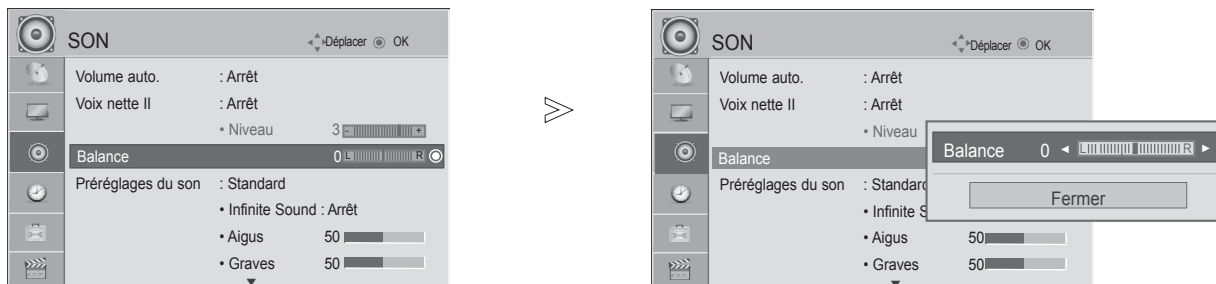 SON
Déplacer OK
Volume auto. : Arrêt
Voix nette II : Arrêt
• Niveau 3 - +
Balance 0 L R
Préréglages du son : Standard
• Infinite Sound : Arrêt
• Aigus 50
• Graves 50
SON
Déplacer OK
Volume auto. : Arrêt
Voix nette II : Arrêt
• Niveau
Balance
Préréglages du son : Standard
• Infinite S
• Aigus 50
• Graves 50
Balance 0 L R
Fermer